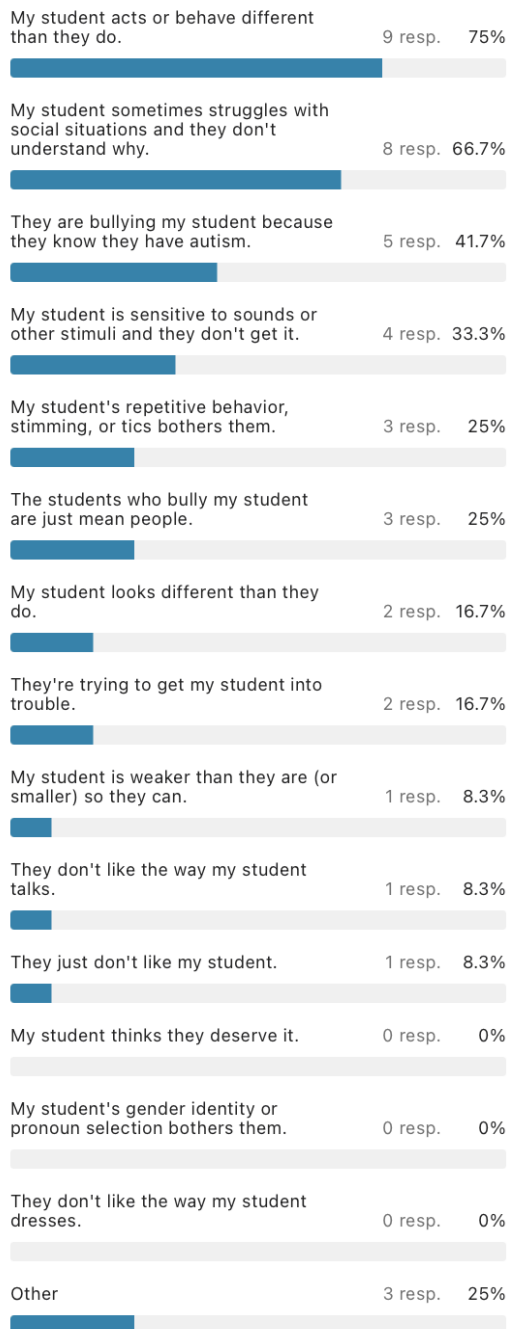 My student acts or behave different
than they do.
9 resp. 75%
My student sometimes struggles with
social situations and they don't
understand why.
8 resp. 66.7%
They are bullying my student because
they know they have autism.
5 resp. 41.7%
My student is sensitive to sounds or
other stimuli and they don't get it.
4 resp. 33.3%
My student's repetitive behavior,
stimming, or tics bothers them.
3 resp. 25%
The students who bully my student
are just mean people.
3 resp. 25%
My student looks different than they
do.
2 resp. 16.7%
They're trying to get my student into
trouble.
2 resp. 16.7%
My student is weaker than they are (or
smaller) so they can.
1 resp. 8.3%
They don't like the way my student
talks.
1 resp. 8.3%
They just don't like my student.
1 resp. 8.3%
My student thinks they deserve it.
0 resp. 0%
My student's gender identity or
pronoun selection bothers them.
0 resp. 0%
They don't like the way my student
dresses.
0 resp. 0%
Other
3 resp. 25%